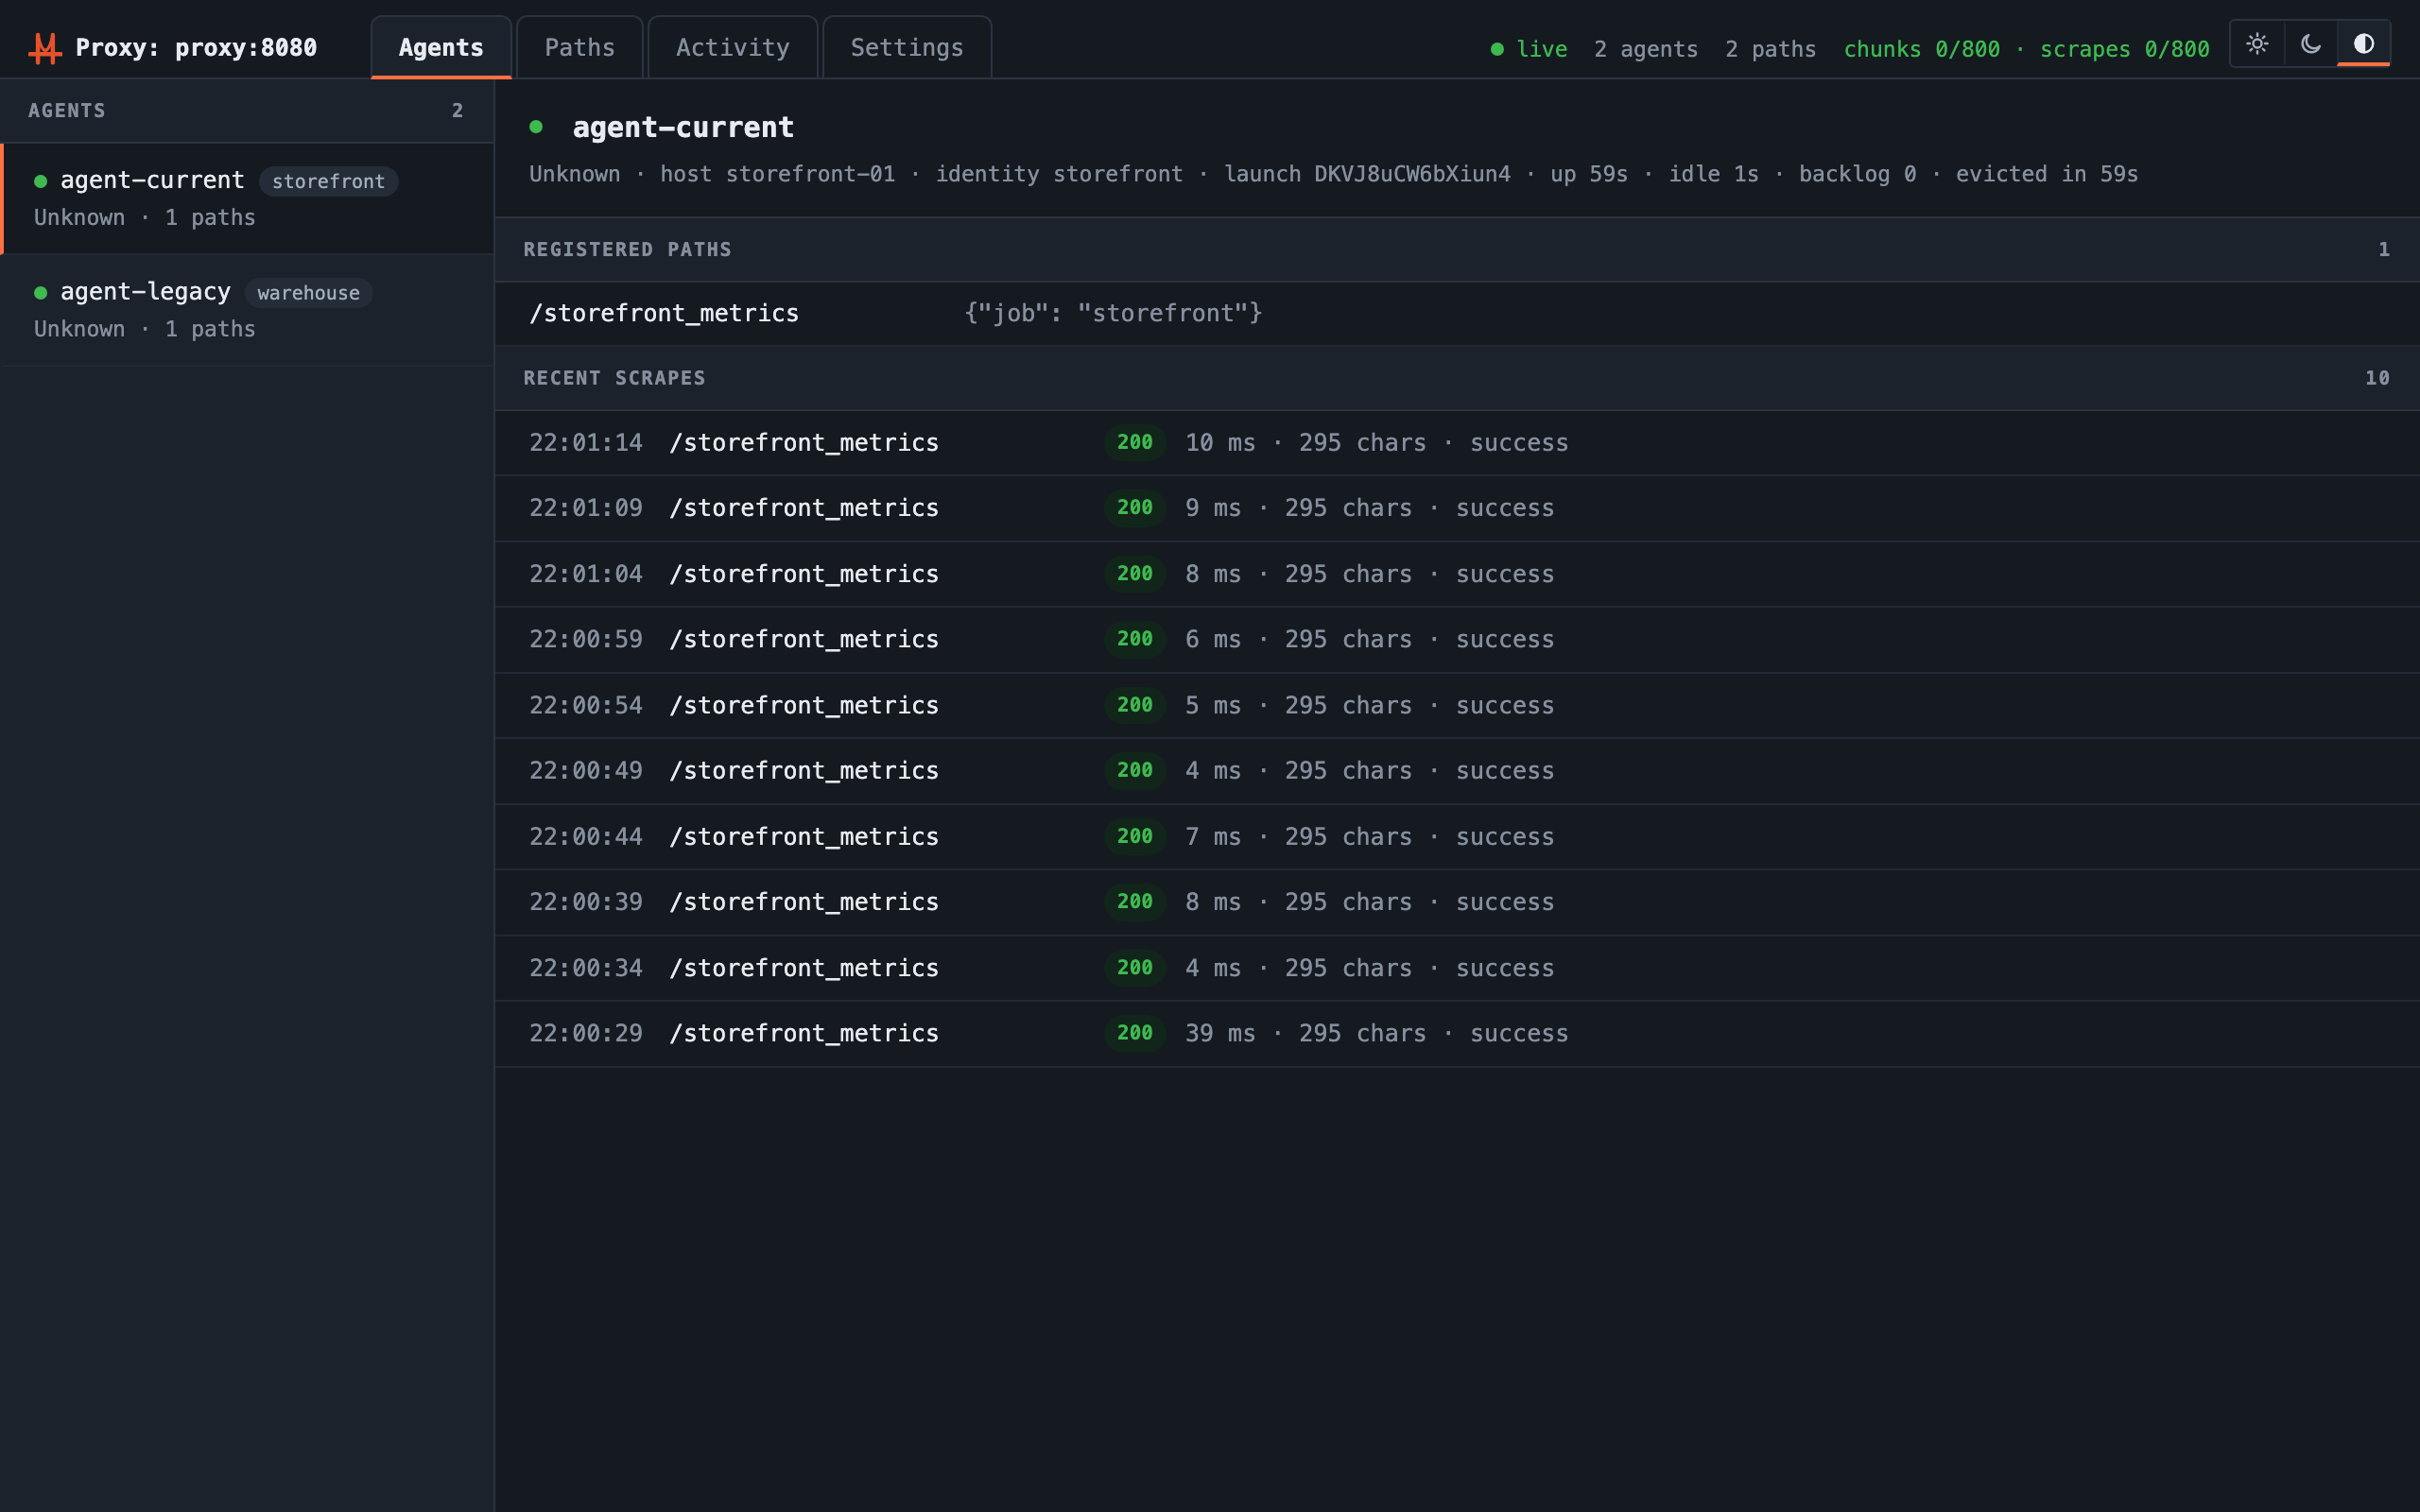 Proxy: proxy:8080 Agents Paths Activity Settings live 2 agents 2 paths chunks 0/800 · scrapes 0/800
AGENTS 2
agent-current storefront
Unknown · 1 paths
agent-legacy warehouse
Unknown · 1 paths
agent-current
Unknown · host storefront-01 · identity storefront · launch DKVJ8uCW6bXiun4 · up 59s · idle 1s · backlog 0 · evicted in 59s
REGISTERED PATHS 1
/storefront_metrics {"job": "storefront"}
RECENT SCRAPES 10
22:01:14 /storefront_metrics 200 10 ms · 295 chars · success
22:01:09 /storefront_metrics 200 9 ms · 295 chars · success
22:01:04 /storefront_metrics 200 8 ms · 295 chars · success
22:00:59 /storefront_metrics 200 6 ms · 295 chars · success
22:00:54 /storefront_metrics 200 5 ms · 295 chars · success
22:00:49 /storefront_metrics 200 4 ms · 295 chars · success
22:00:44 /storefront_metrics 200 7 ms · 295 chars · success
22:00:39 /storefront_metrics 200 8 ms · 295 chars · success
22:00:34 /storefront_metrics 200 4 ms · 295 chars · success
22:00:29 /storefront_metrics 200 39 ms · 295 chars · success